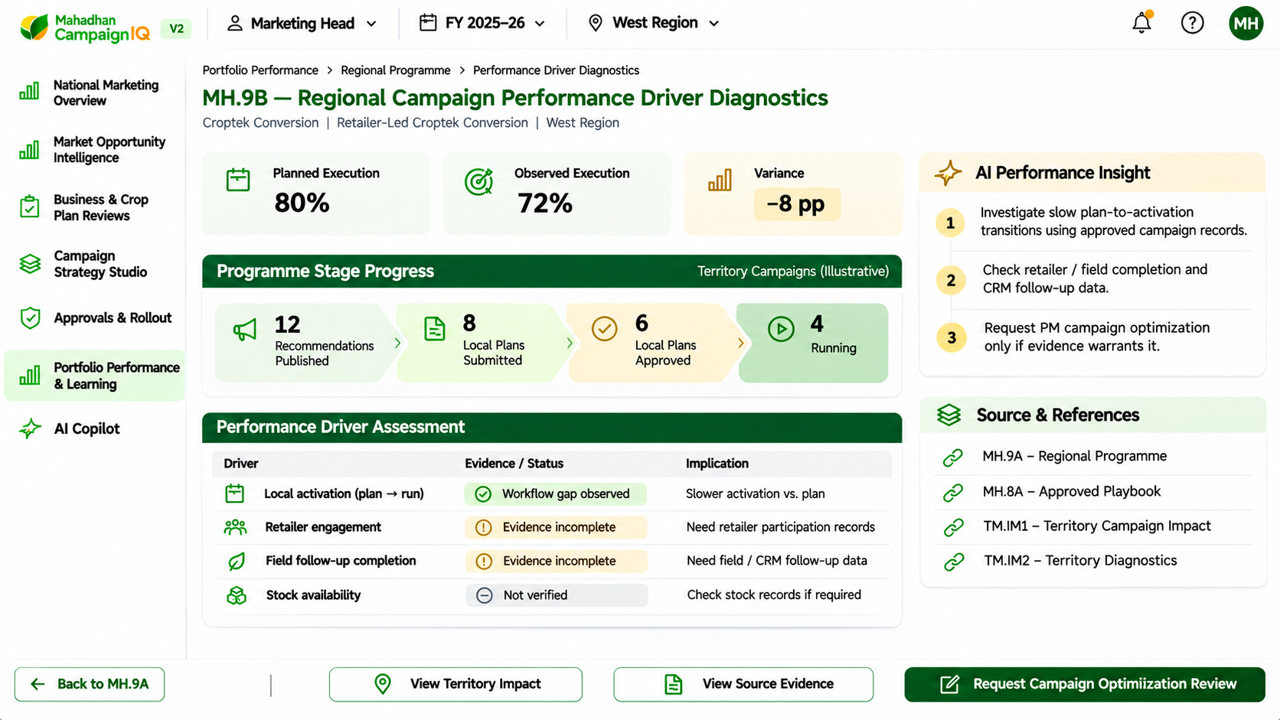 Mahadhan
CampaignIQ
V2
Marketing Head
FY 2025–26
West Region
?
MH
National Marketing
Overview
Market Opportunity
Intelligence
Business & Crop
Plan Reviews
Campaign
Strategy Studio
Approvals & Rollout
Portfolio Performance
& Learning
AI Copilot
Portfolio Performance > Regional Programme > Performance Driver Diagnostics
MH.9B — Regional Campaign Performance Driver Diagnostics
Croptek Conversion | Retailer-Led Croptek Conversion | West Region
Planned Execution
80%
Observed Execution
72%
Variance
−8 pp
Programme Stage Progress
Territory Campaigns (Illustrative)
12
Recommendations
Published
8
Local Plans
Submitted
6
Local Plans
Approved
4
Running
Performance Driver Assessment
Driver Evidence / Status Implication
Local activation (plan → run) Workflow gap observed Slower activation vs. plan
Retailer engagement Evidence incomplete Need retailer participation records
Field follow-up completion Evidence incomplete Need field / CRM follow-up data
Stock availability Not verified Check stock records if required
AI Performance Insight
1
Investigate slow plan-to-activation
transitions using approved campaign records.
2
Check retailer / field completion and
CRM follow-up data.
3
Request PM campaign optimization
only if evidence warrants it.
Source & References
MH.9A – Regional Programme
MH.8A – Approved Playbook
TM.IM1 – Territory Campaign Impact
TM.IM2 – Territory Diagnostics
← Back to MH.9A
View Territory Impact
View Source Evidence
Request Campaign Optimiization Review